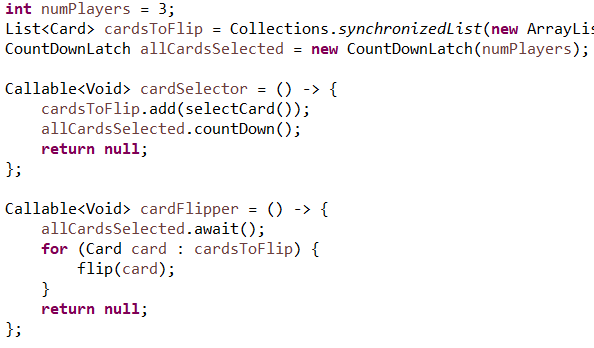 int numPlayers = 3;
List<Card> cardsToFlip = Collections.synchronizedList(new ArrayLis
CountDownLatch allCardsSelected = new CountDownLatch(numPlayers);
Callable<Void> cardSelector = () -> {
    cardsToFlip.add(selectCard());
    allCardsSelected.countDown();
    return null;
};
Callable<Void> cardFlipper = () -> {
    allCardsSelected.await();
    for (Card card : cardsToFlip) {
        flip(card);
    }
    return null;
};